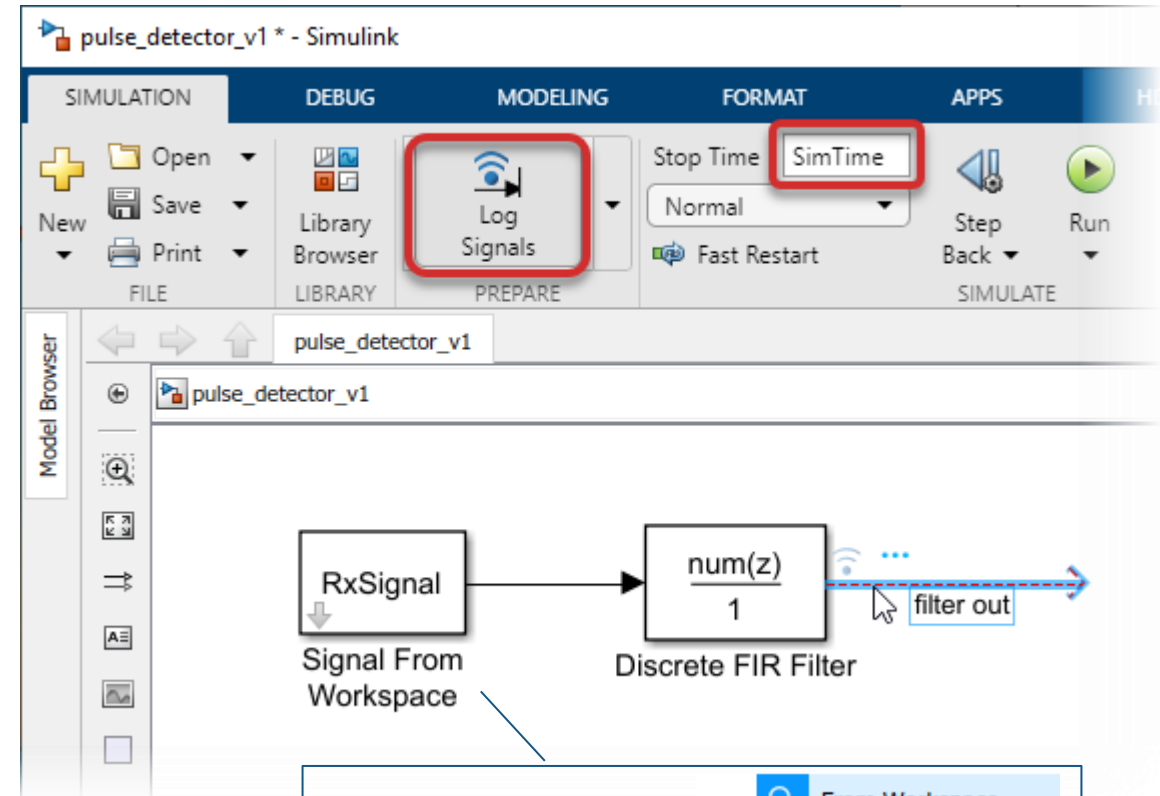 pulse_detector_v1 * - Simulink
SIMULATION DEBUG MODELING FORMAT APPS
New
Open
Save
Print
FILE
Library
Browser
LIBRARY
Log
Signals
PREPARE
Stop Time SimTime
Normal
Fast Restart
Step
Back
Run
SIMULATE
Model Browser
pulse_detector_v1
pulse_detector_v1
RxSignal
Signal From
Workspace
num(z)
1
Discrete FIR Filter
filter out